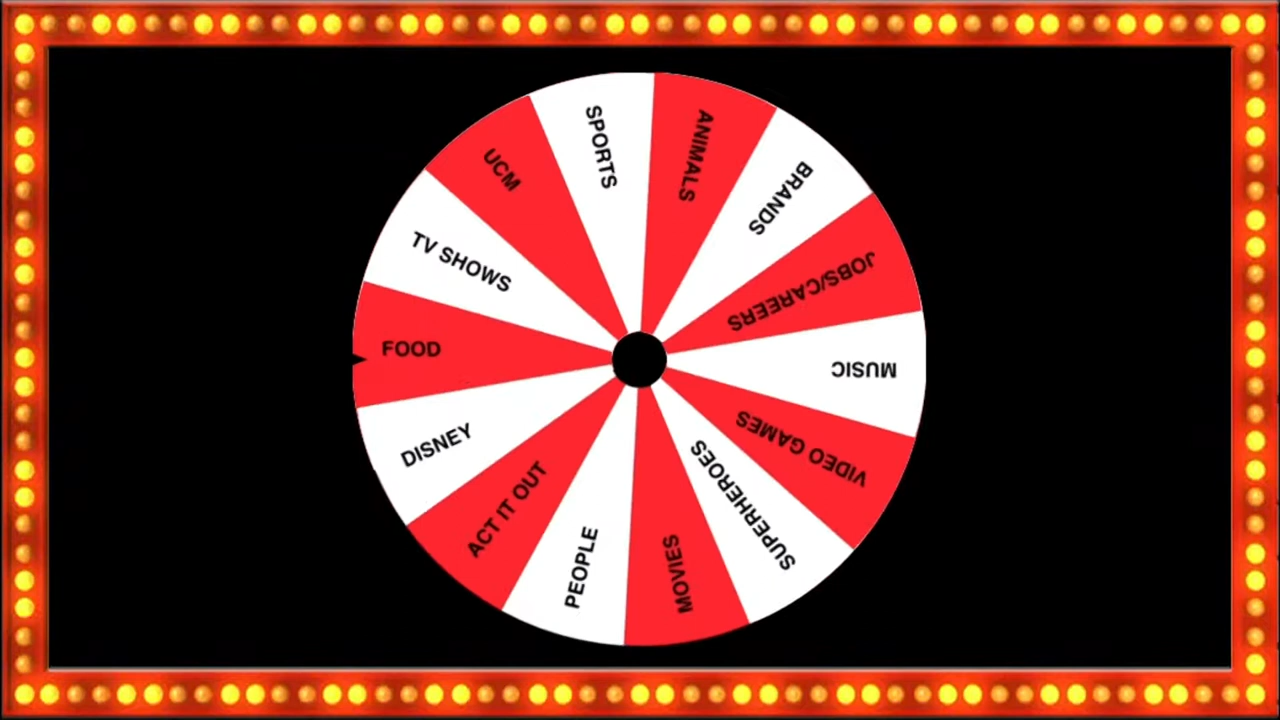 SPORTS
ANIMALS
BRANDS
JOBS/CAREERS
MUSIC
VIDEO GAMES
SUPERHEROES
MOVIES
PEOPLE
ACT IT OUT
DISNEY
FOOD
TV SHOWS
UCM